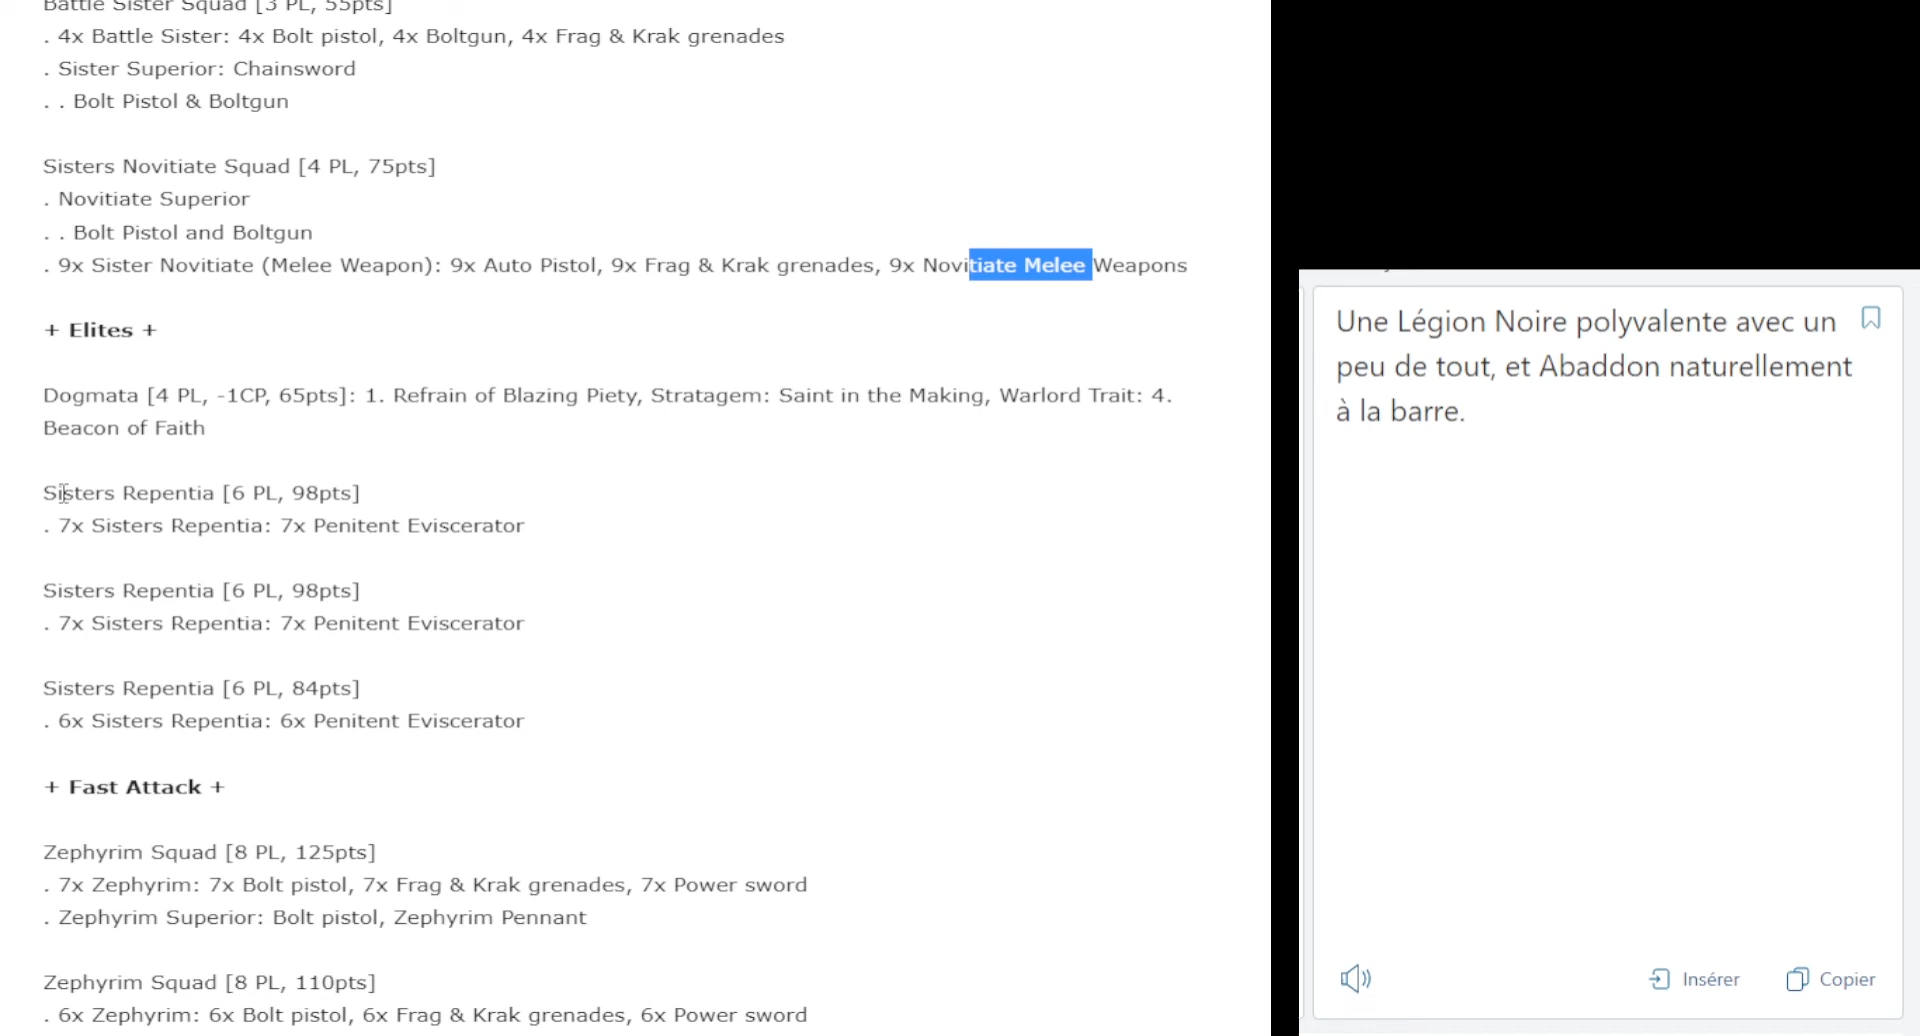 Battle Sister Squad [3 PL, 55pts]
. 4x Battle Sister: 4x Bolt pistol, 4x Boltgun, 4x Frag & Krak grenades
. Sister Superior: Chainsword
. . Bolt Pistol & Boltgun
Sisters Novitiate Squad [4 PL, 75pts]
. Novitiate Superior
. . Bolt Pistol and Boltgun
. 9x Sister Novitiate (Melee Weapon): 9x Auto Pistol, 9x Frag & Krak grenades, 9x Novitiate Melee Weapons
+ Elites +
Dogmata [4 PL, -1CP, 65pts]: 1. Refrain of Blazing Piety, Stratagem: Saint in the Making, Warlord Trait: 4.
Beacon of Faith
Sisters Repentia [6 PL, 98pts]
. 7x Sisters Repentia: 7x Penitent Eviscerator
Sisters Repentia [6 PL, 98pts]
. 7x Sisters Repentia: 7x Penitent Eviscerator
Sisters Repentia [6 PL, 84pts]
. 6x Sisters Repentia: 6x Penitent Eviscerator
+ Fast Attack +
Zephyrim Squad [8 PL, 125pts]
. 7x Zephyrim: 7x Bolt pistol, 7x Frag & Krak grenades, 7x Power sword
. Zephyrim Superior: Bolt pistol, Zephyrim Pennant
Zephyrim Squad [8 PL, 110pts]
. 6x Zephyrim: 6x Bolt pistol, 6x Frag & Krak grenades, 6x Power sword
Une Légion Noire polyvalente avec un
peu de tout, et Abaddon naturellement
à la barre.
Insérer
Copier